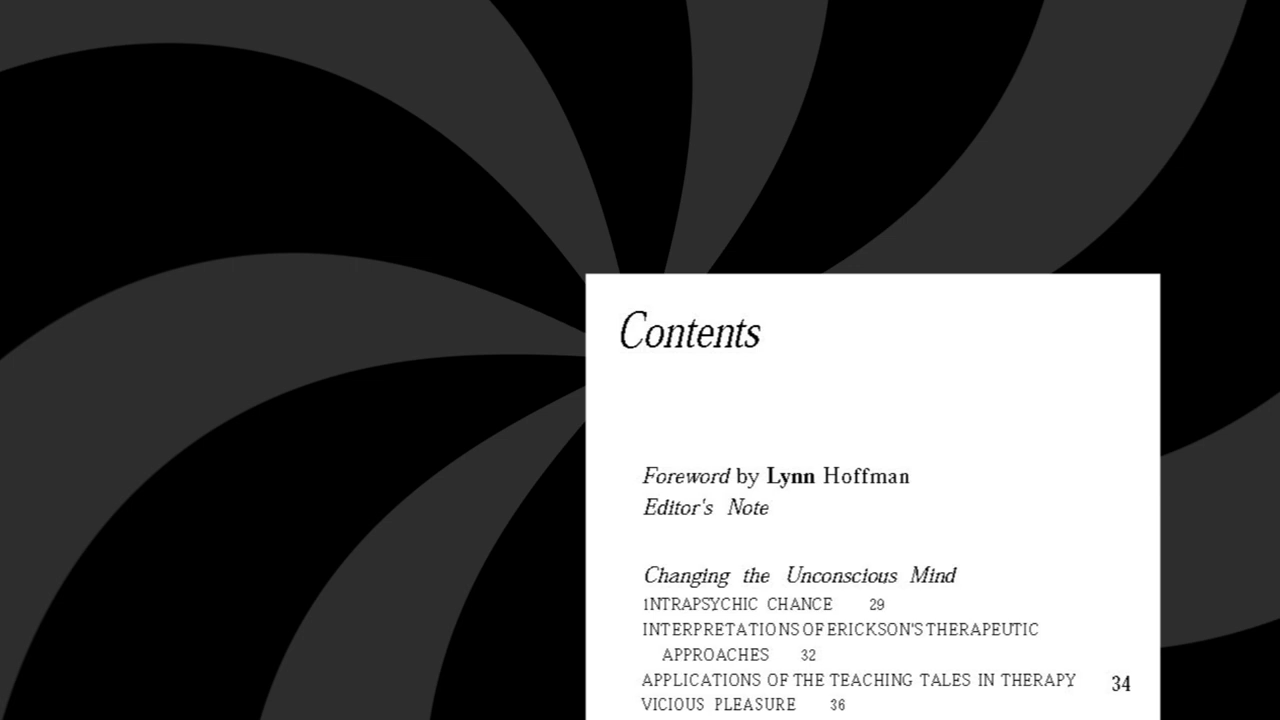 Contents
Foreword by Lynn Hoffman
Editor's Note
Changing the Unconscious Mind
1NTRAPSYCHIC CHANCE 29
INTERPRETATIONS OF ERICKSON'S THERAPEUTIC
APPROACHES 32
APPLICATIONS OF THE TEACHING TALES IN THERAPY 34
VICIOUS PLEASURE 36